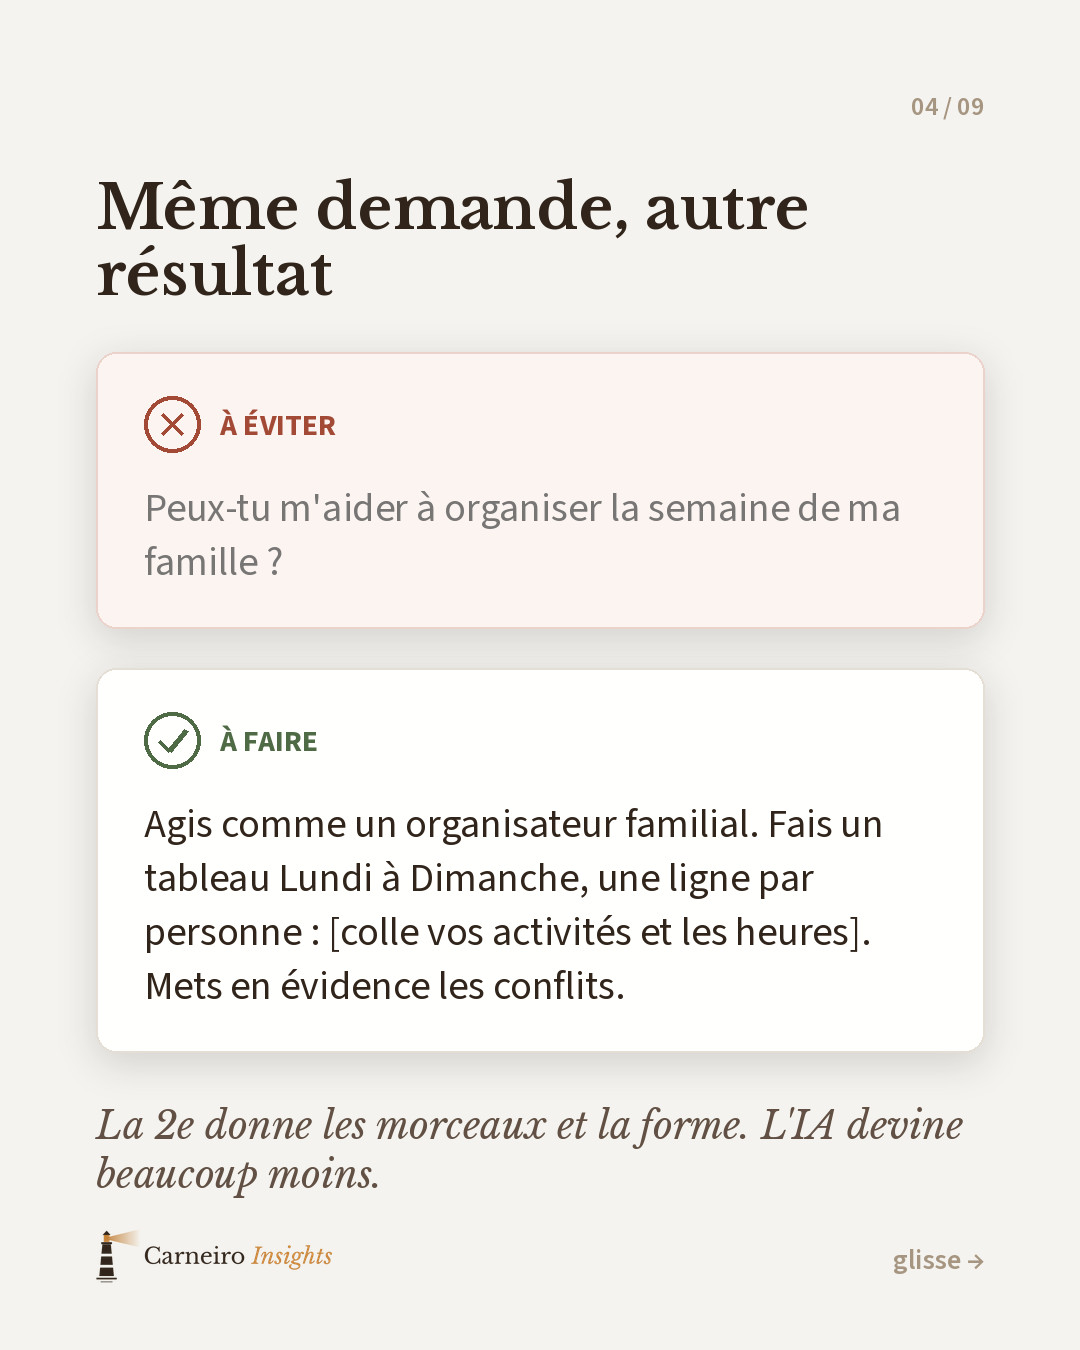 04 / 09
Même demande, autre
résultat
À ÉVITER
Peux-tu m'aider à organiser la semaine de ma
famille ?
À FAIRE
Agis comme un organisateur familial. Fais un
tableau Lundi à Dimanche, une ligne par
personne : [colle vos activités et les heures].
Mets en évidence les conflits.
La 2e donne les morceaux et la forme. L'IA devine
beaucoup moins.
Carneiro Insights
glisse →